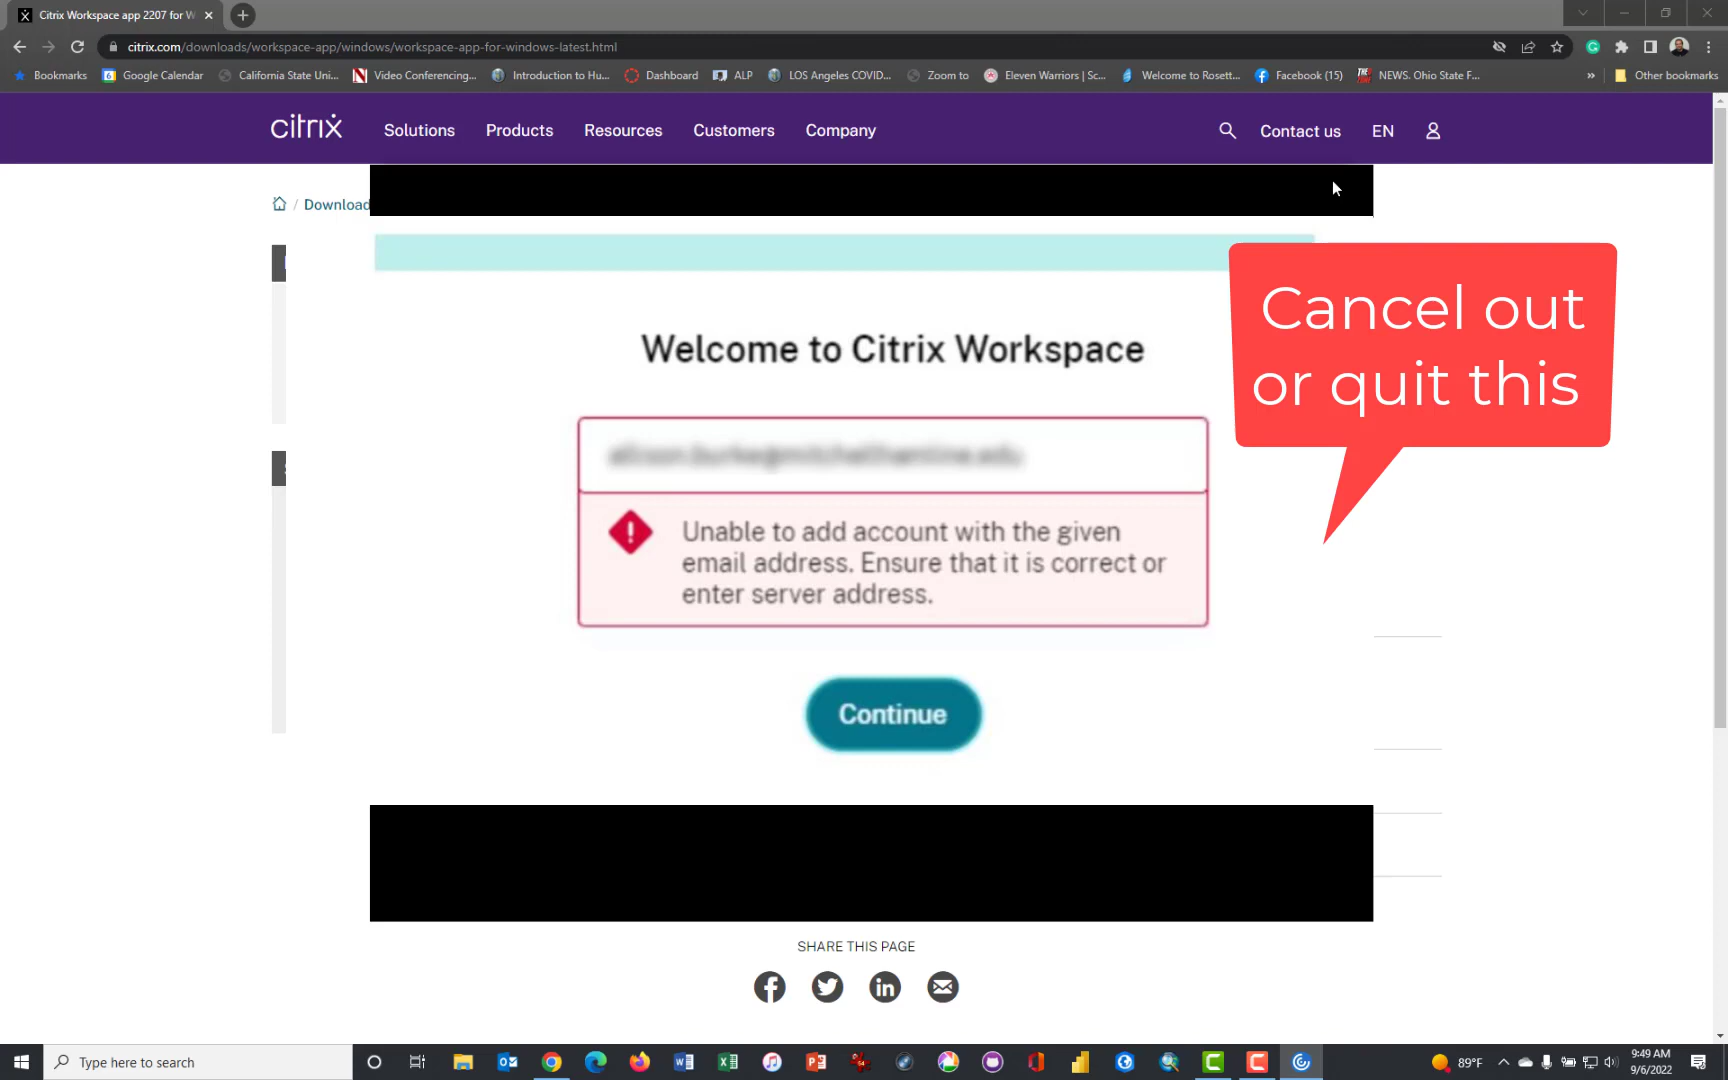 Citrix Workspace app 2207 for W
citrix.com/downloads/workspace-app/windows/workspace-app-for-windows-latest.html
Bookmarks Google Calendar California State Uni... Video Conferencing... Introduction to Hu... Dashboard ALP LOS Angeles COVID... Zoom to Eleven Warriors | Sc... Welcome to Rosett... Facebook (15) NEWS. Ohio State F... » Other bookmarks
citrix Solutions Products Resources Customers Company Contact us EN
/ Download
Cancel out
or quit this
Welcome to Citrix Workspace
Unable to add account with the given
email address. Ensure that it is correct or
enter server address.
Continue
SHARE THIS PAGE
Type here to search
89°F
9:49 AM
9/6/2022